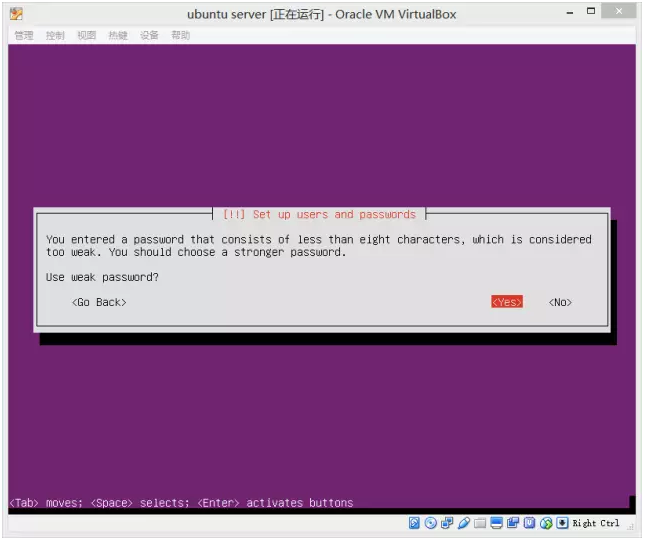 ubuntu server [正在运行] - Oracle VM VirtualBox
管理 控制 视图 热键 设备 帮助
[!!] Set up users and passwords
You entered a password that consists of less than eight characters, which is considered
too weak. You should choose a stronger password.
Use weak password?
<Go Back> <Yes> <No>
<Tab> moves; <Space> selects; <Enter> activates buttons
Right Ctrl